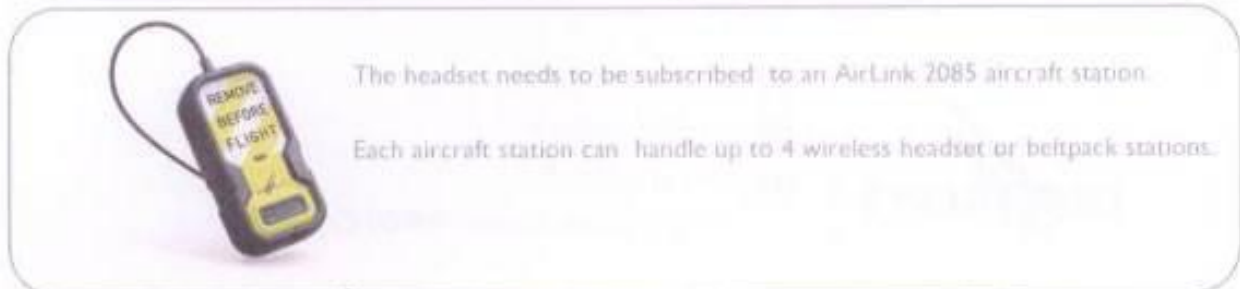 REMOVE
BEFORE
FLIGHT
The headset needs to be subscribed to an AirLink 2085 aircraft station.
Each aircraft station can handle up to 4 wireless headset or beltpack stations.